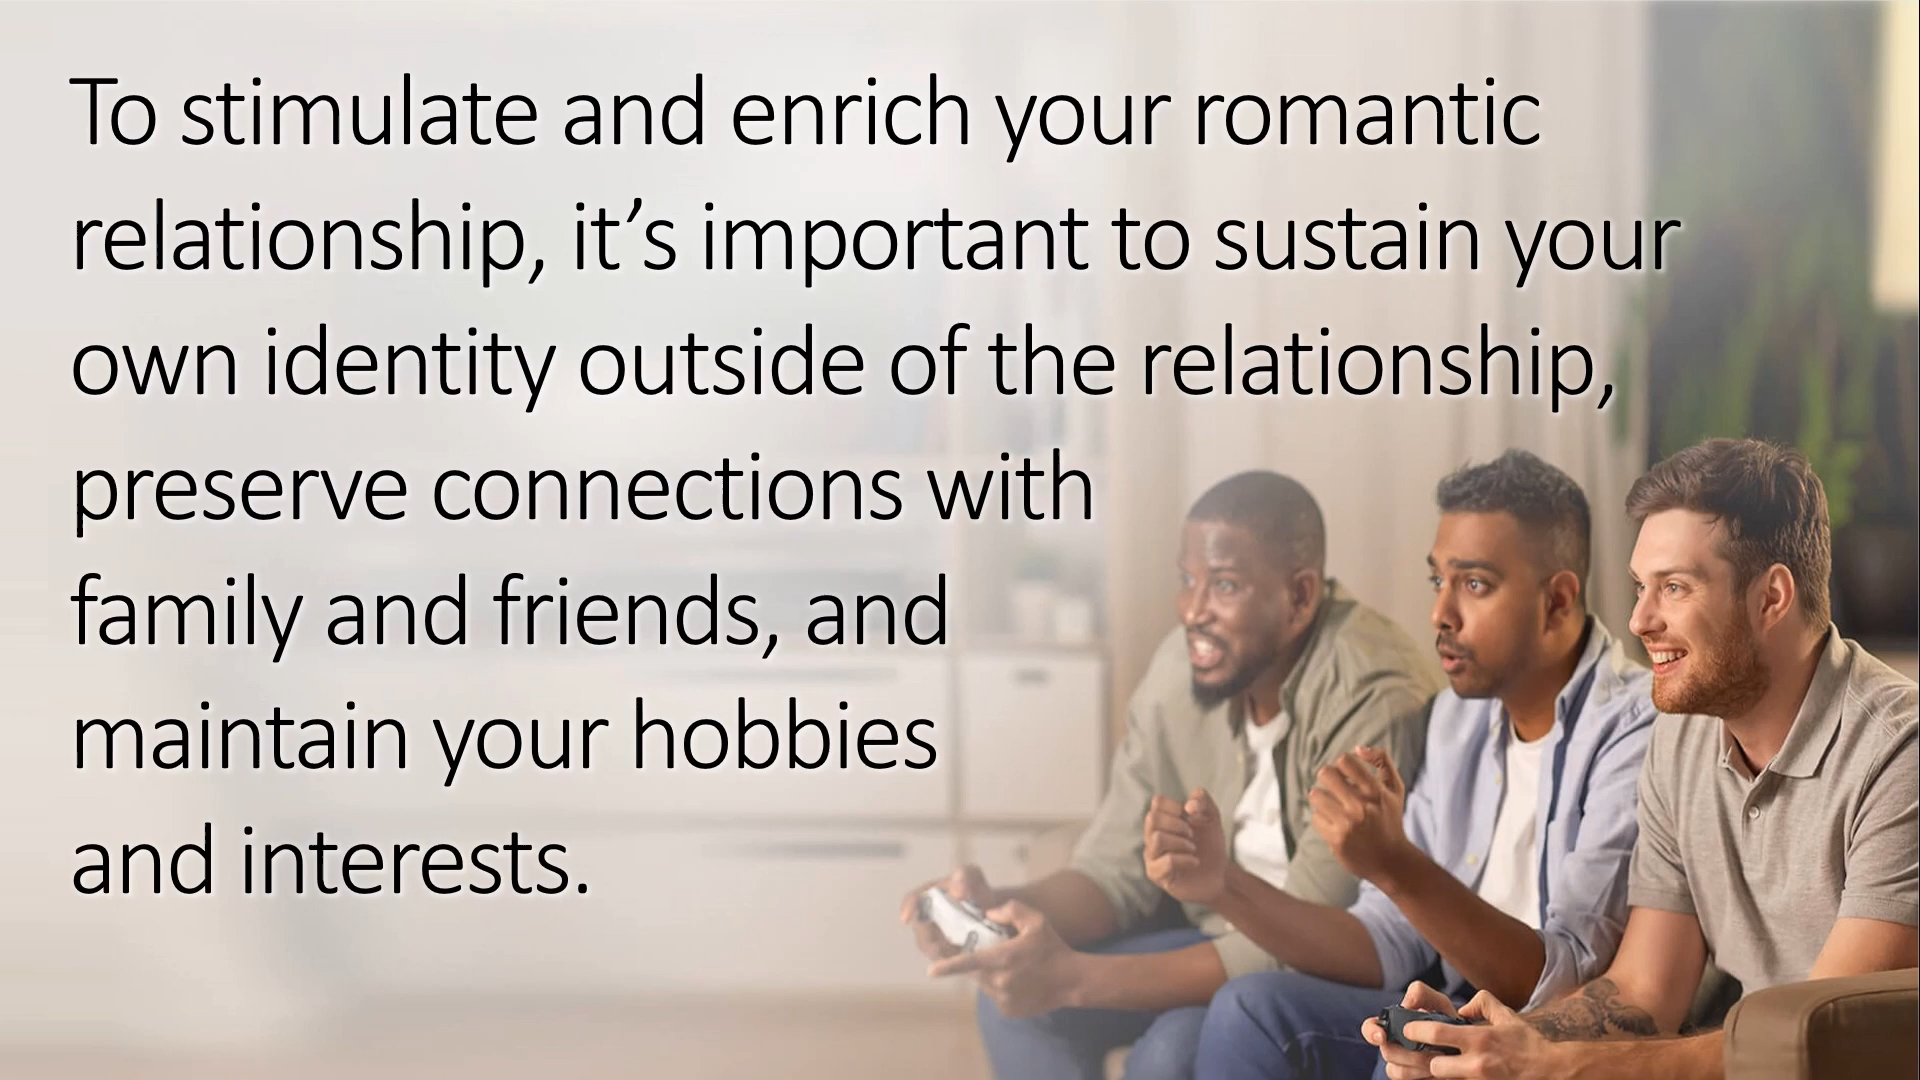 To stimulate and enrich your romantic
relationship, it’s important to sustain your
own identity outside of the relationship,
preserve connections with
family and friends, and
maintain your hobbies
and interests.